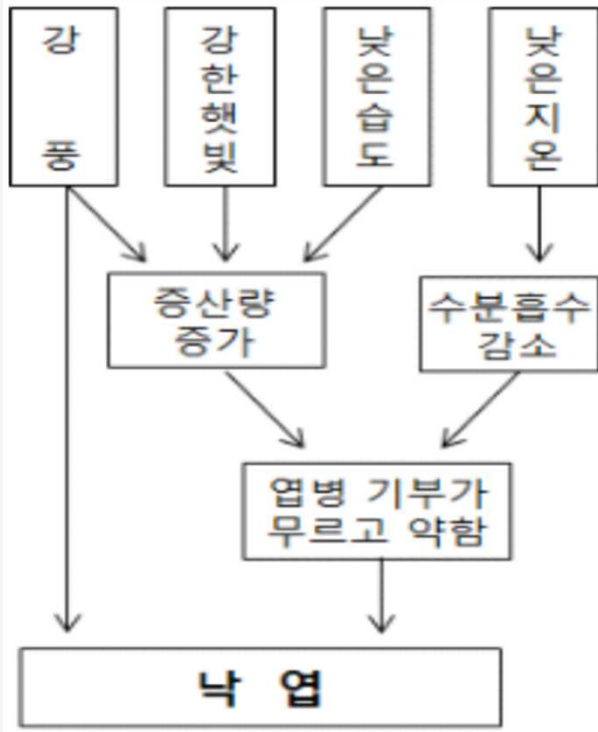 강풍
강한햇빛
낮은습도
낮은지온
증산량
증가
수분흡수
감소
엽병 기부가
무르고 약함
낙 엽